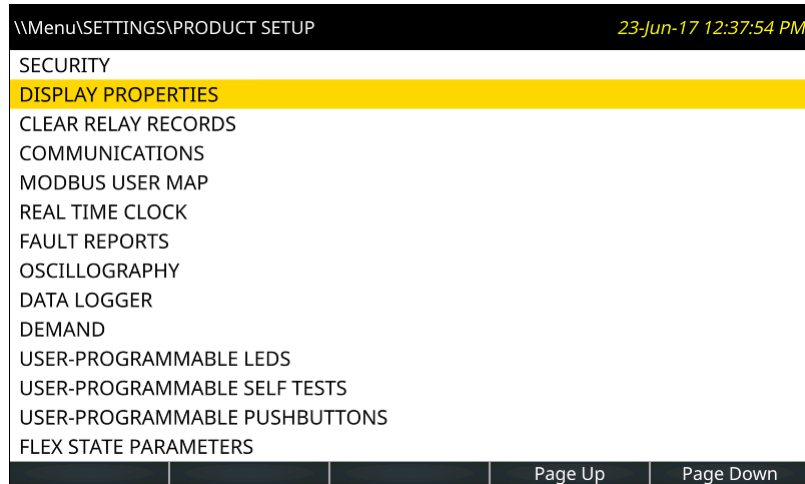 \\Menu\SETTINGS\PRODUCT SETUP 23-Jun-17 12:37:54 PM
SECURITY
DISPLAY PROPERTIES
CLEAR RELAY RECORDS
COMMUNICATIONS
MODBUS USER MAP
REAL TIME CLOCK
FAULT REPORTS
OSCILLOGRAPHY
DATA LOGGER
DEMAND
USER-PROGRAMMABLE LEDS
USER-PROGRAMMABLE SELF TESTS
USER-PROGRAMMABLE PUSHBUTTONS
FLEX STATE PARAMETERS
Page Up Page Down